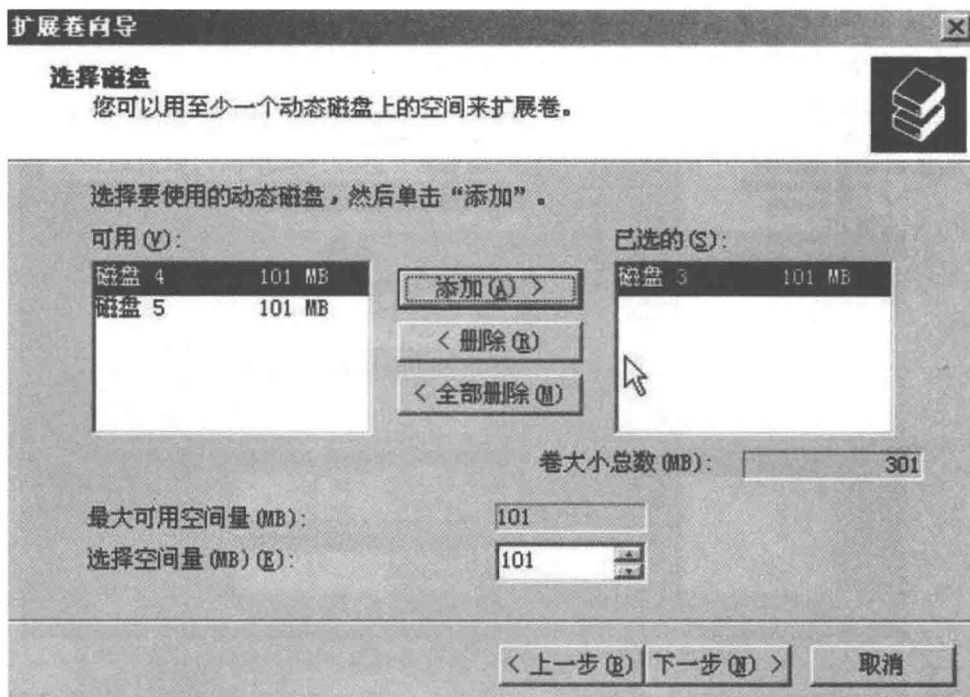 扩展卷向导
选择磁盘
您可以用至少一个动态磁盘上的空间来扩展卷。
选择要使用的动态磁盘，然后单击“添加”。
可用(V): 已选的(S):
磁盘 4 101 MB 添加(A) > 磁盘 3 101 MB
磁盘 5 101 MB < 删除(R)
< 全部删除(M)
卷大小总数(MB): 301
最大可用空间量(MB): 101
选择空间量(MB)(E): 101
< 上一步(B) 下一步(N) > 取消